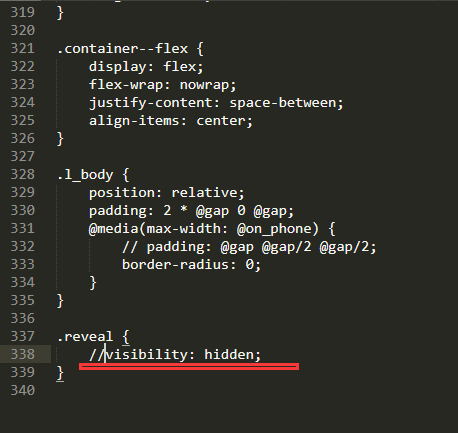 319 }
320
321 .container--flex {
322     display: flex;
323     flex-wrap: nowrap;
324     justify-content: space-between;
325     align-items: center;
326 }
327
328 .l_body {
329     position: relative;
330     padding: 2 * @gap 0 @gap;
331     @media(max-width: @on_phone) {
332         // padding: @gap @gap/2 @gap/2;
333         border-radius: 0;
334     }
335 }
336
337 .reveal {
338     //visibility: hidden;
339 }
340